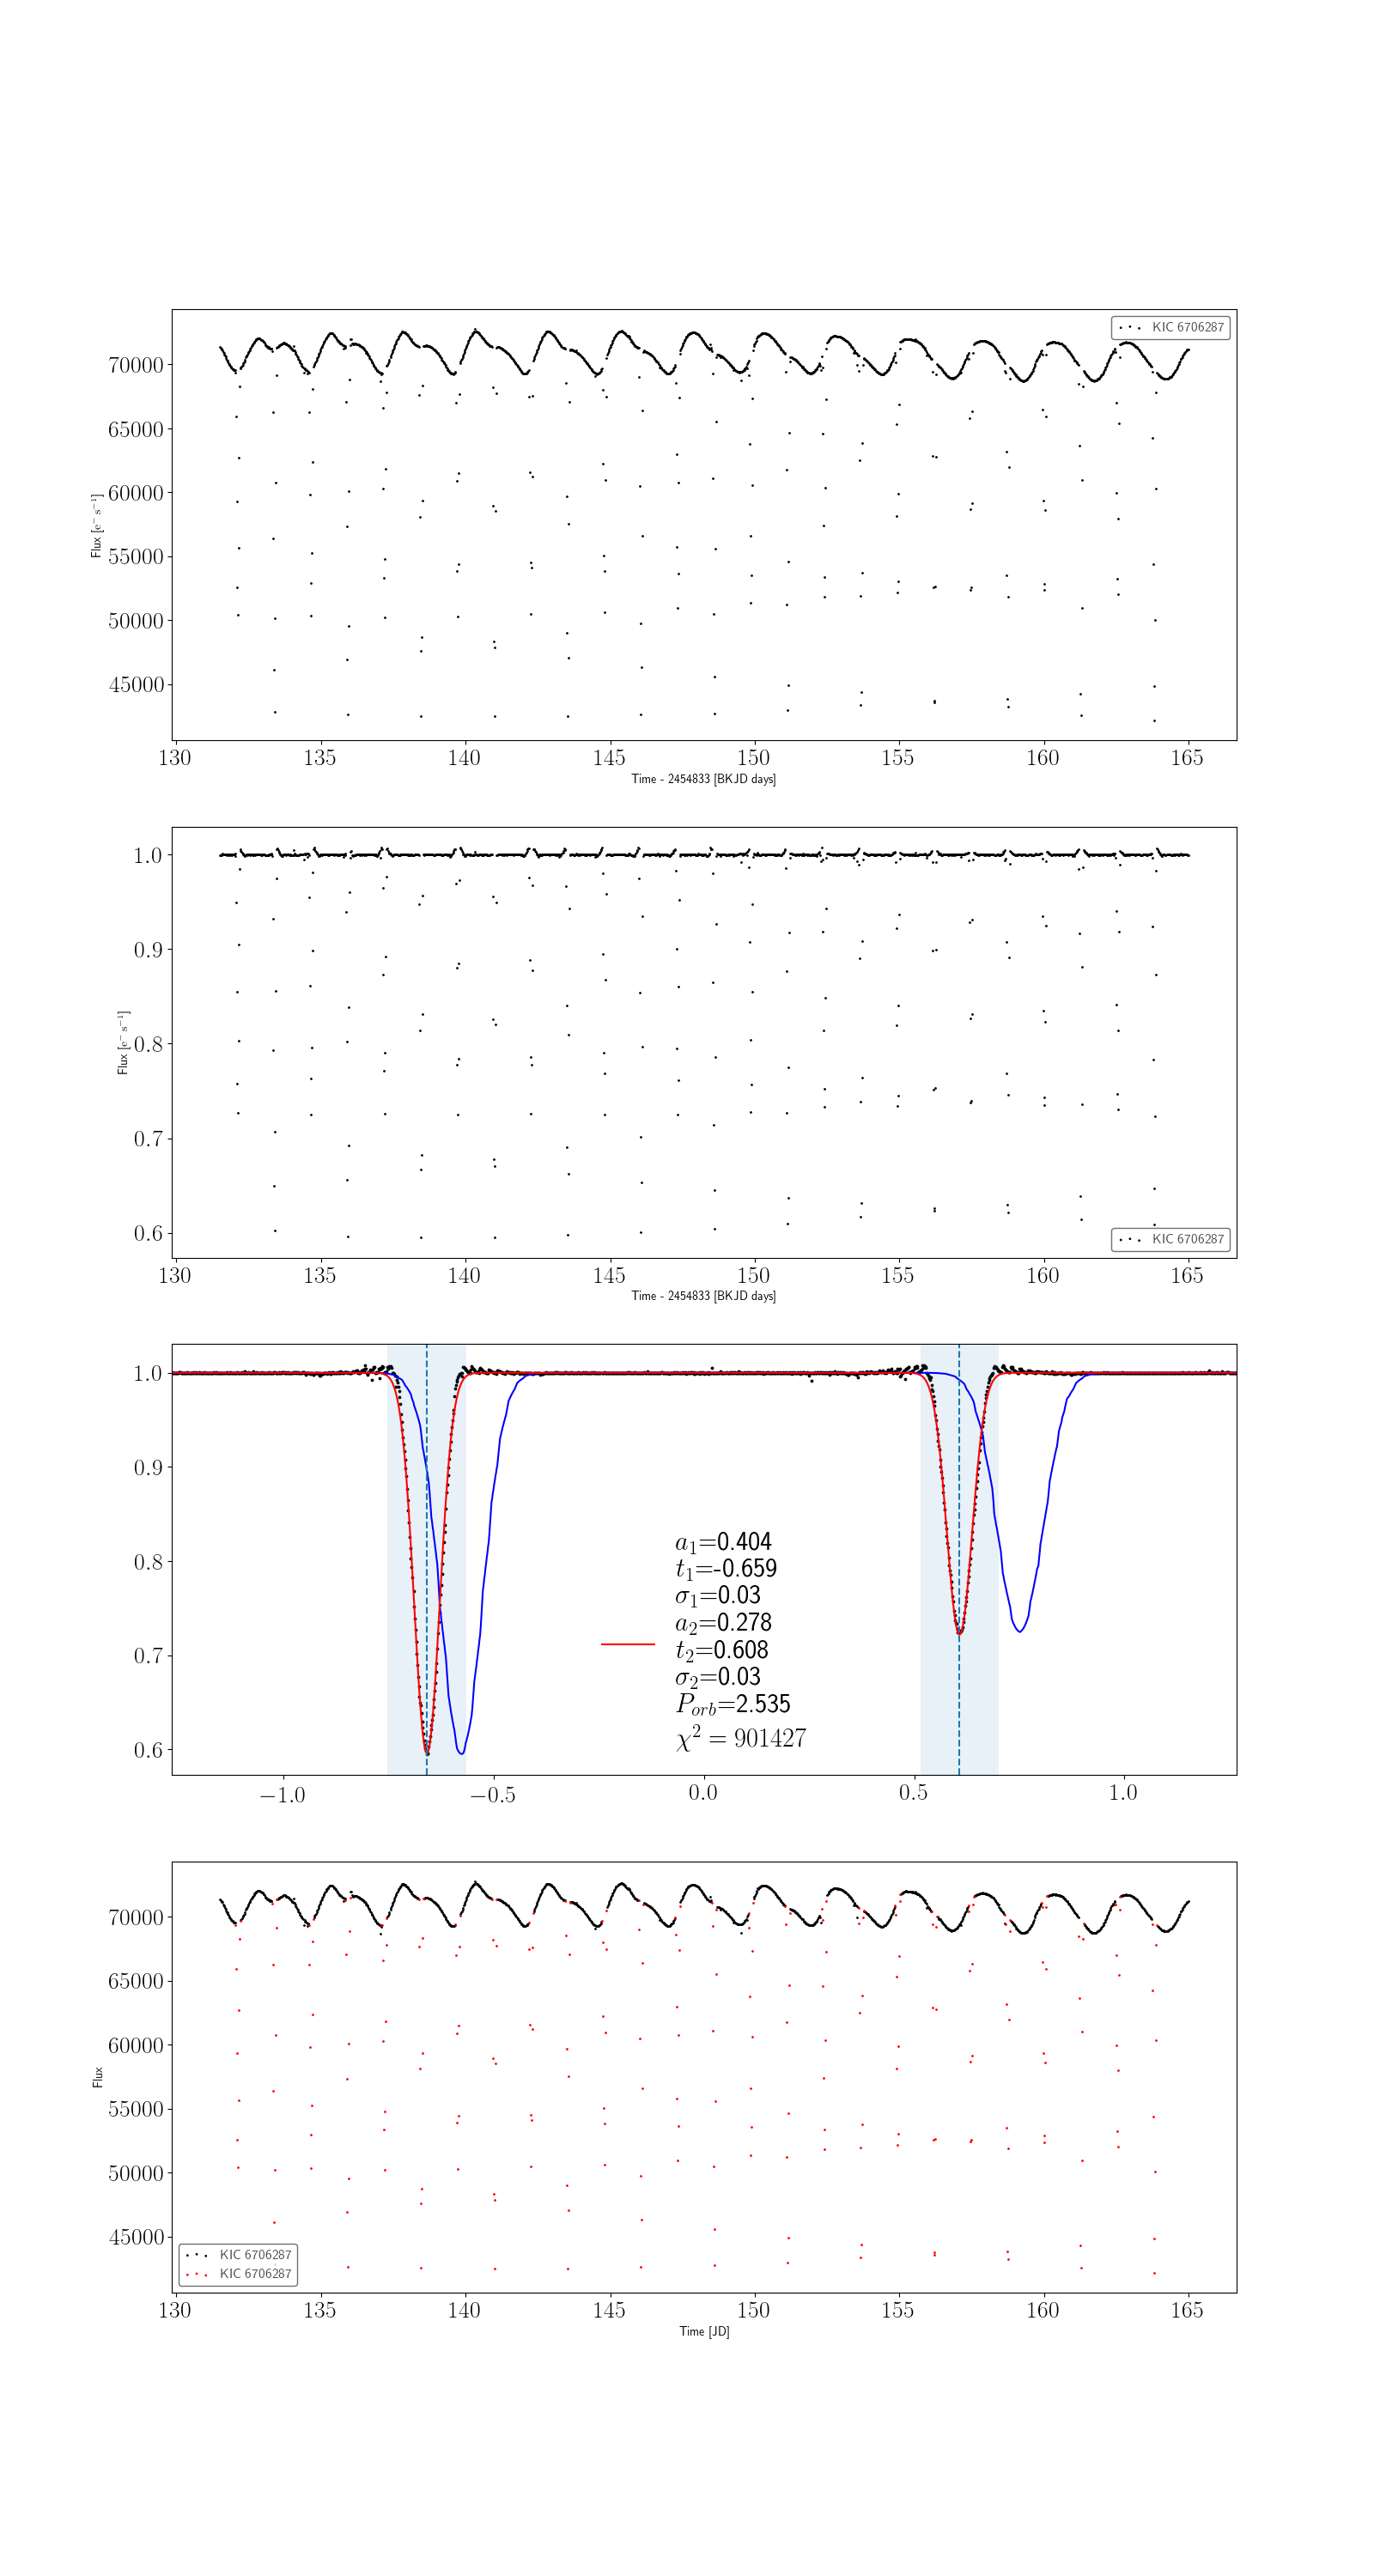 KIC 6706287
70000
65000
60000
55000
50000
45000
Flux [e⁻ s⁻¹]
130 135 140 145 150 155 160 165
Time - 2454833 [BKJD days]
1.0
0.9
0.8
0.7
0.6
Flux [e⁻ s⁻¹]
KIC 6706287
130 135 140 145 150 155 160 165
Time - 2454833 [BKJD days]
1.0
0.9
0.8
0.7
0.6
a₁=0.404
t₁=-0.659
σ₁=0.03
a₂=0.278
t₂=0.608
σ₂=0.03
P_orb=2.535
χ² = 901427
−1.0 −0.5 0.0 0.5 1.0
70000
65000
60000
55000
50000
45000
Flux
KIC 6706287
KIC 6706287
130 135 140 145 150 155 160 165
Time [JD]